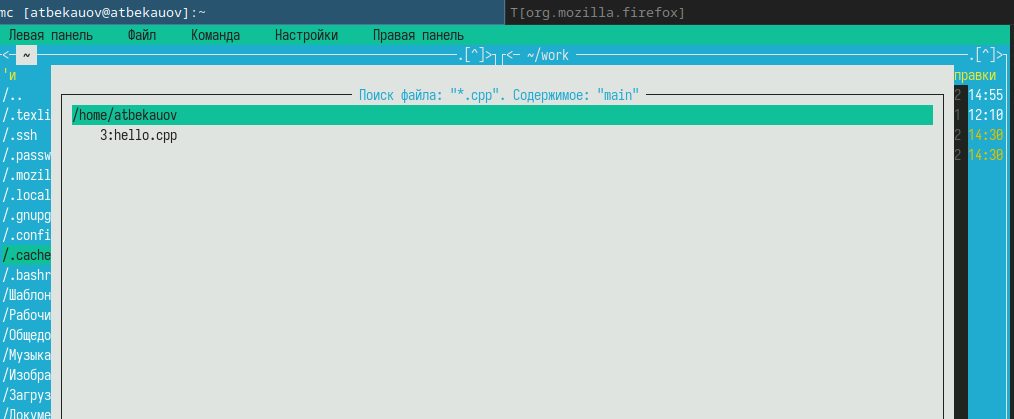 mc [atbekauov@atbekauov]:~ T[org.mozilla.firefox]
Левая панель Файл Команда Настройки Правая панель
<─ ~ .[^]> <─ ~/work .[^]>
'и правки
/.. 2 14:55
Поиск файла: "*.cpp". Содержимое: "main"
/.texli 1 12:10
/home/atbekauov
/.ssh 2 14:30
3:hello.cpp
/.passw 2 14:30
/.mozil
/.local
/.gnupg
/.confi
/.cache
/.bashr
/Шаблон
/Рабочи
/Общедо
/Музыка
/Изобра
/Загруз
/Докуме